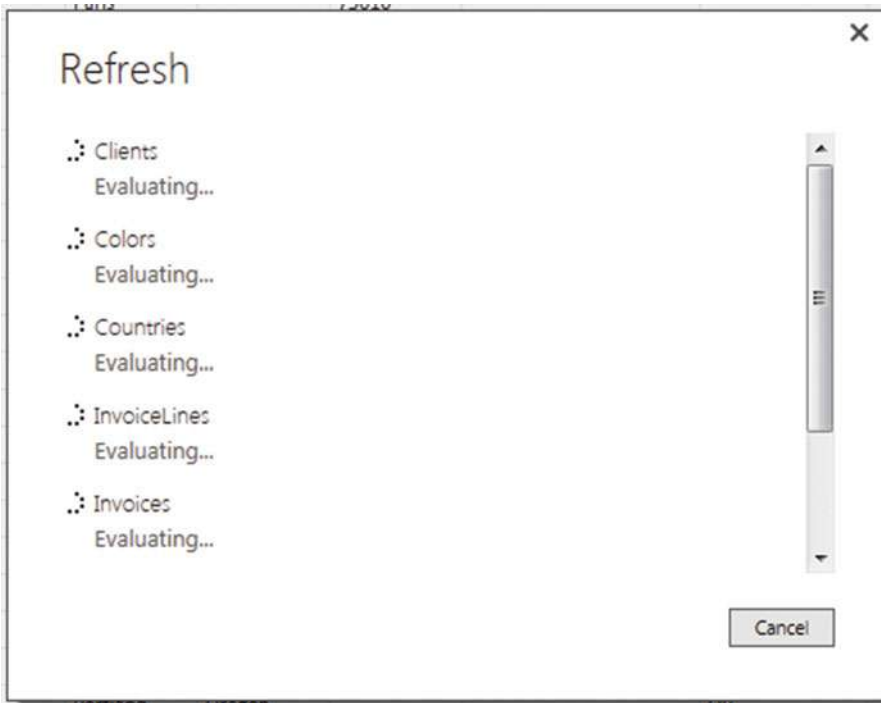 Refresh
Clients
Evaluating...
Colors
Evaluating...
Countries
Evaluating...
InvoiceLines
Evaluating...
Invoices
Evaluating...
Cancel